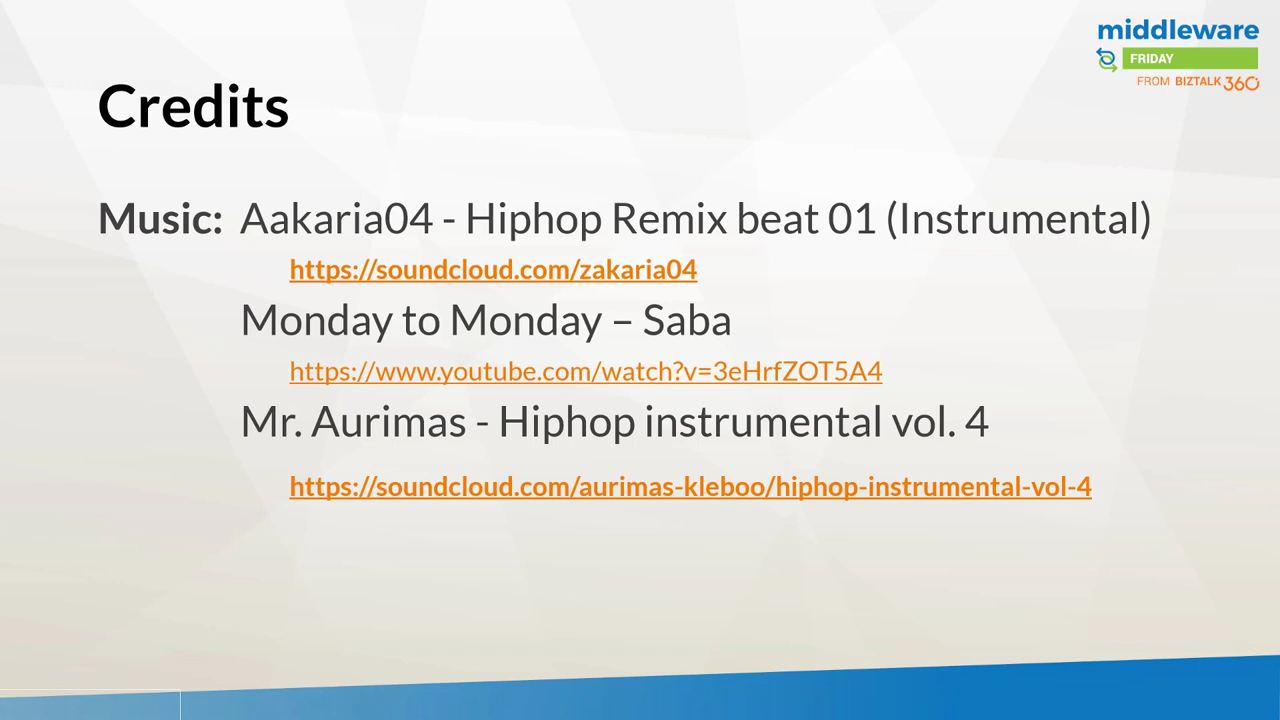 middleware
FRIDAY
FROM BIZTALK360
Credits
Music: Aakaria04 - Hiphop Remix beat 01 (Instrumental)
https://soundcloud.com/zakaria04
Monday to Monday – Saba
https://www.youtube.com/watch?v=3eHrfZOT5A4
Mr. Aurimas - Hiphop instrumental vol. 4
https://soundcloud.com/aurimas-kleboo/hiphop-instrumental-vol-4